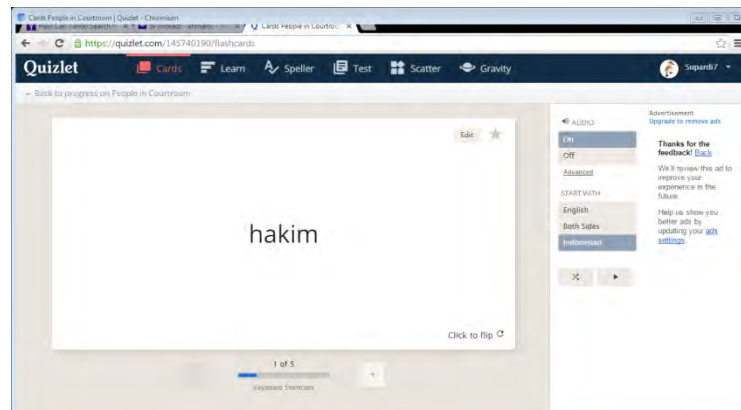 Cards People in Courtroom | Quizlet - Chromium
Cards People in Courtroom
https://quizlet.com/145740190/flashcards
Quizlet
Cards
Learn
Speller
Test
Scatter
Gravity
Supardi7
← Back to progress on People in Courtroom
Edit
hakim
Click to flip
1 of 5
Keyboard Shortcuts
AUDIO
On
Off
Advanced
START WITH
English
Both Sides
Indonesian
Advertisement
Upgrade to remove ads
Thanks for the
feedback! Back
We'll review this ad to
improve your
experience in the
future.
Help us show you
better ads by
updating your ads
settings.